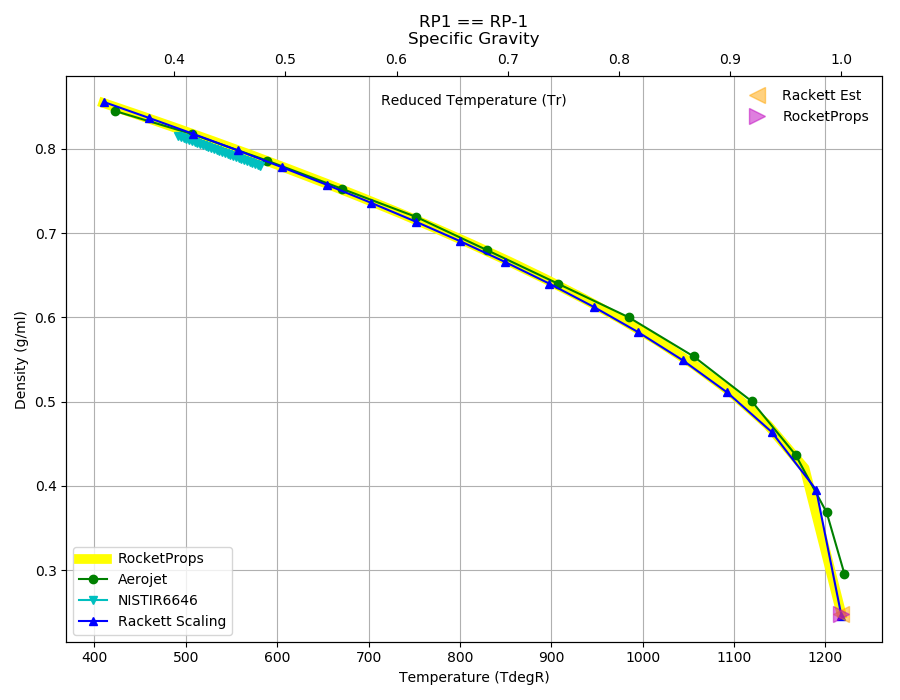 RP1 == RP-1
Specific Gravity
0.4 0.5 0.6 0.7 0.8 0.9 1.0
Reduced Temperature (Tr)
Rackett Est
RocketProps
0.8
0.7
0.6
0.5
0.4
0.3
Density (g/ml)
RocketProps
Aerojet
NISTIR6646
Rackett Scaling
400 500 600 700 800 900 1000 1100 1200
Temperature (TdegR)